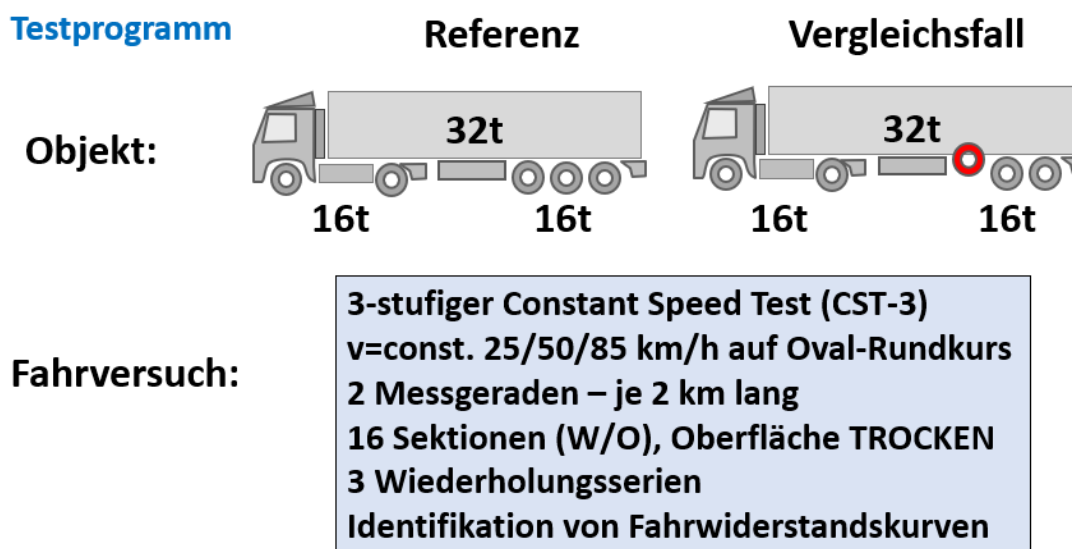 Testprogramm Referenz Vergleichsfall
Objekt: 32t 32t
16t 16t 16t 16t
Fahrversuch:
3-stufiger Constant Speed Test (CST-3)
v=const. 25/50/85 km/h auf Oval-Rundkurs
2 Messgeraden – je 2 km lang
16 Sektionen (W/O), Oberfläche TROCKEN
3 Wiederholungsserien
Identifikation von Fahrwiderstandskurven